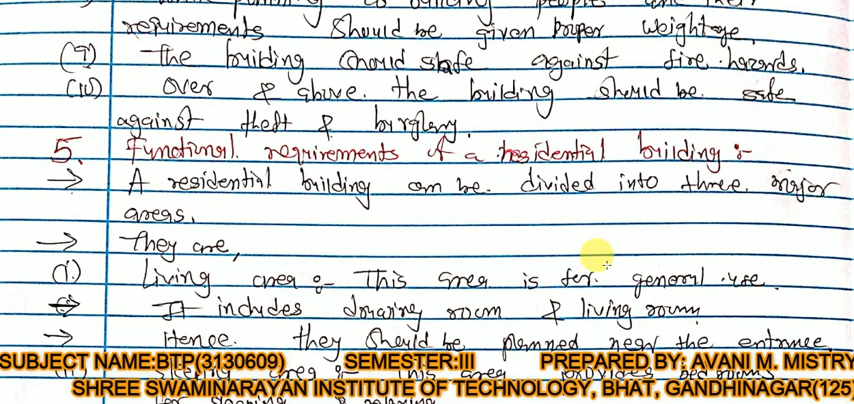 requirements should be given proper weightage.
(9) The building should safe against fire hazards.
(10) Over & above the building should be safe
against theft & burglary.
5. Functional requirements of a residential building :-
→ A residential building can be divided into three major
areas.
→ They are,
(i) Living area :- This area is for general use.
→ It includes drawing room & living room.
→ Hence they should be planned near the entrance.
SUBJECT NAME:BTP(3130609) SEMESTER:III PREPARED BY: AVANI M. MISTRY
SHREE SWAMINARAYAN INSTITUTE OF TECHNOLOGY, BHAT, GANDHINAGAR(125)